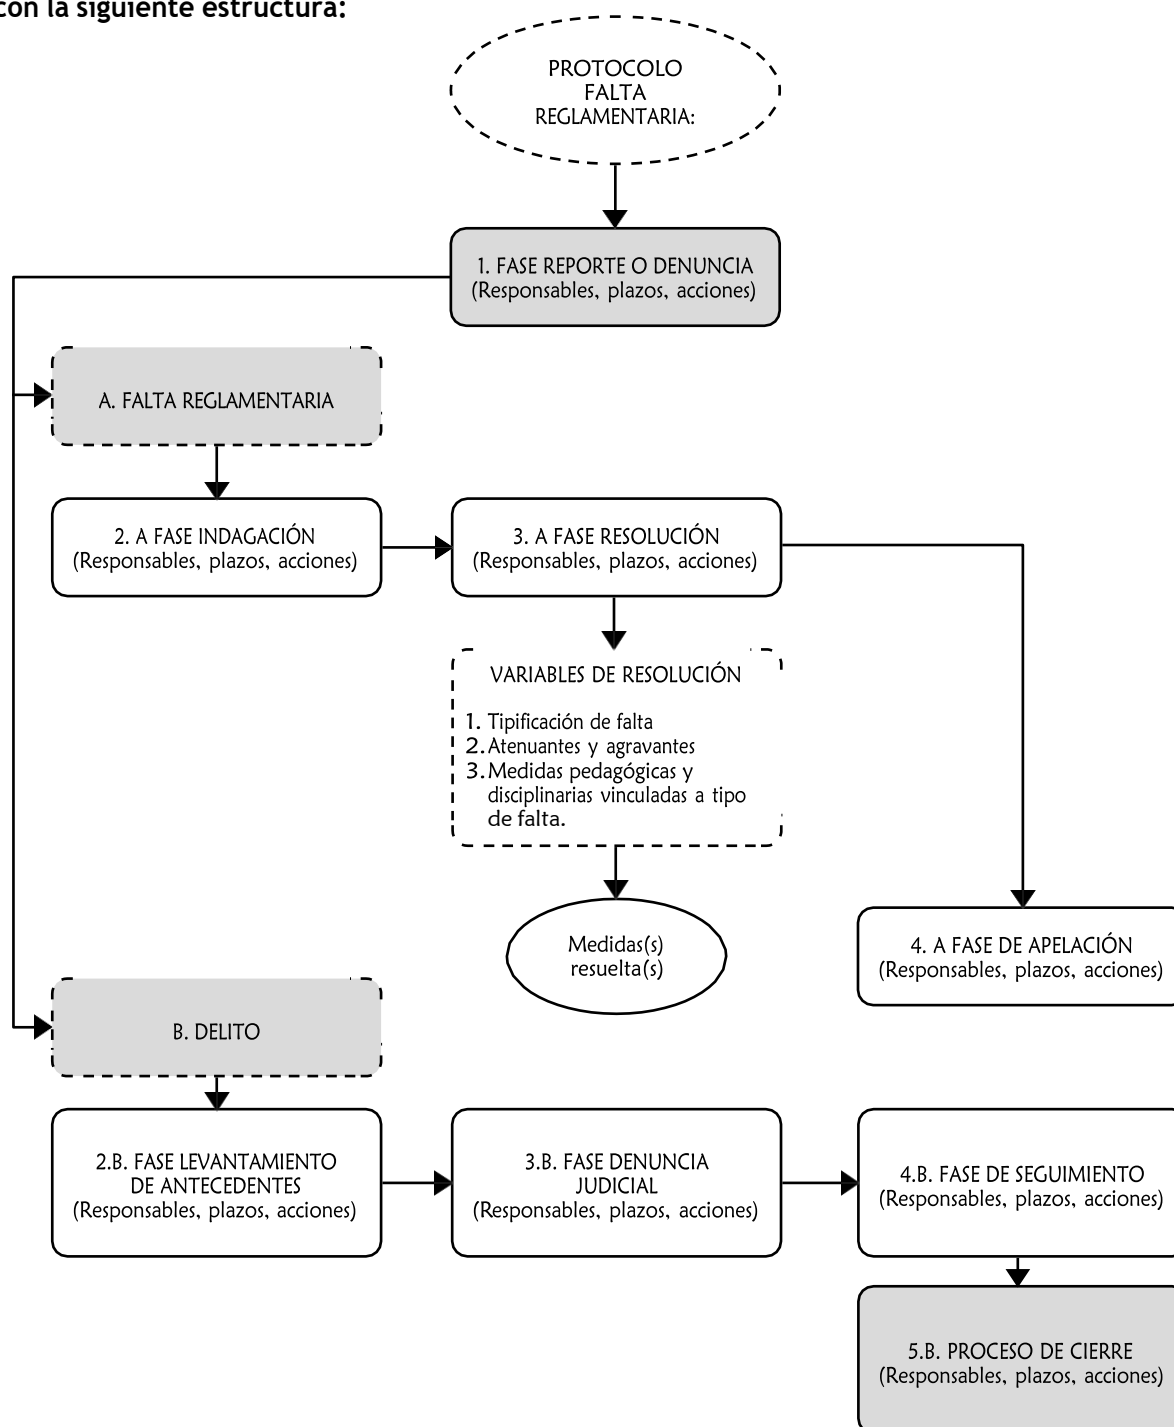 con la siguiente estructura:
PROTOCOLO
FALTA
REGLAMENTARIA:
1. FASE REPORTE O DENUNCIA
(Responsables, plazos, acciones)
A. FALTA REGLAMENTARIA
2. A FASE INDAGACIÓN
(Responsables, plazos, acciones)
3. A FASE RESOLUCIÓN
(Responsables, plazos, acciones)
VARIABLES DE RESOLUCIÓN
1. Tipificación de falta
2. Atenuantes y agravantes
3. Medidas pedagógicas y
disciplinarias vinculadas a tipo
de falta.
Medidas(s)
resuelta(s)
4. A FASE DE APELACIÓN
(Responsables, plazos, acciones)
B. DELITO
2.B. FASE LEVANTAMIENTO
DE ANTECEDENTES
(Responsables, plazos, acciones)
3.B. FASE DENUNCIA
JUDICIAL
(Responsables, plazos, acciones)
4.B. FASE DE SEGUIMIENTO
(Responsables, plazos, acciones)
5.B. PROCESO DE CIERRE
(Responsables, plazos, acciones)